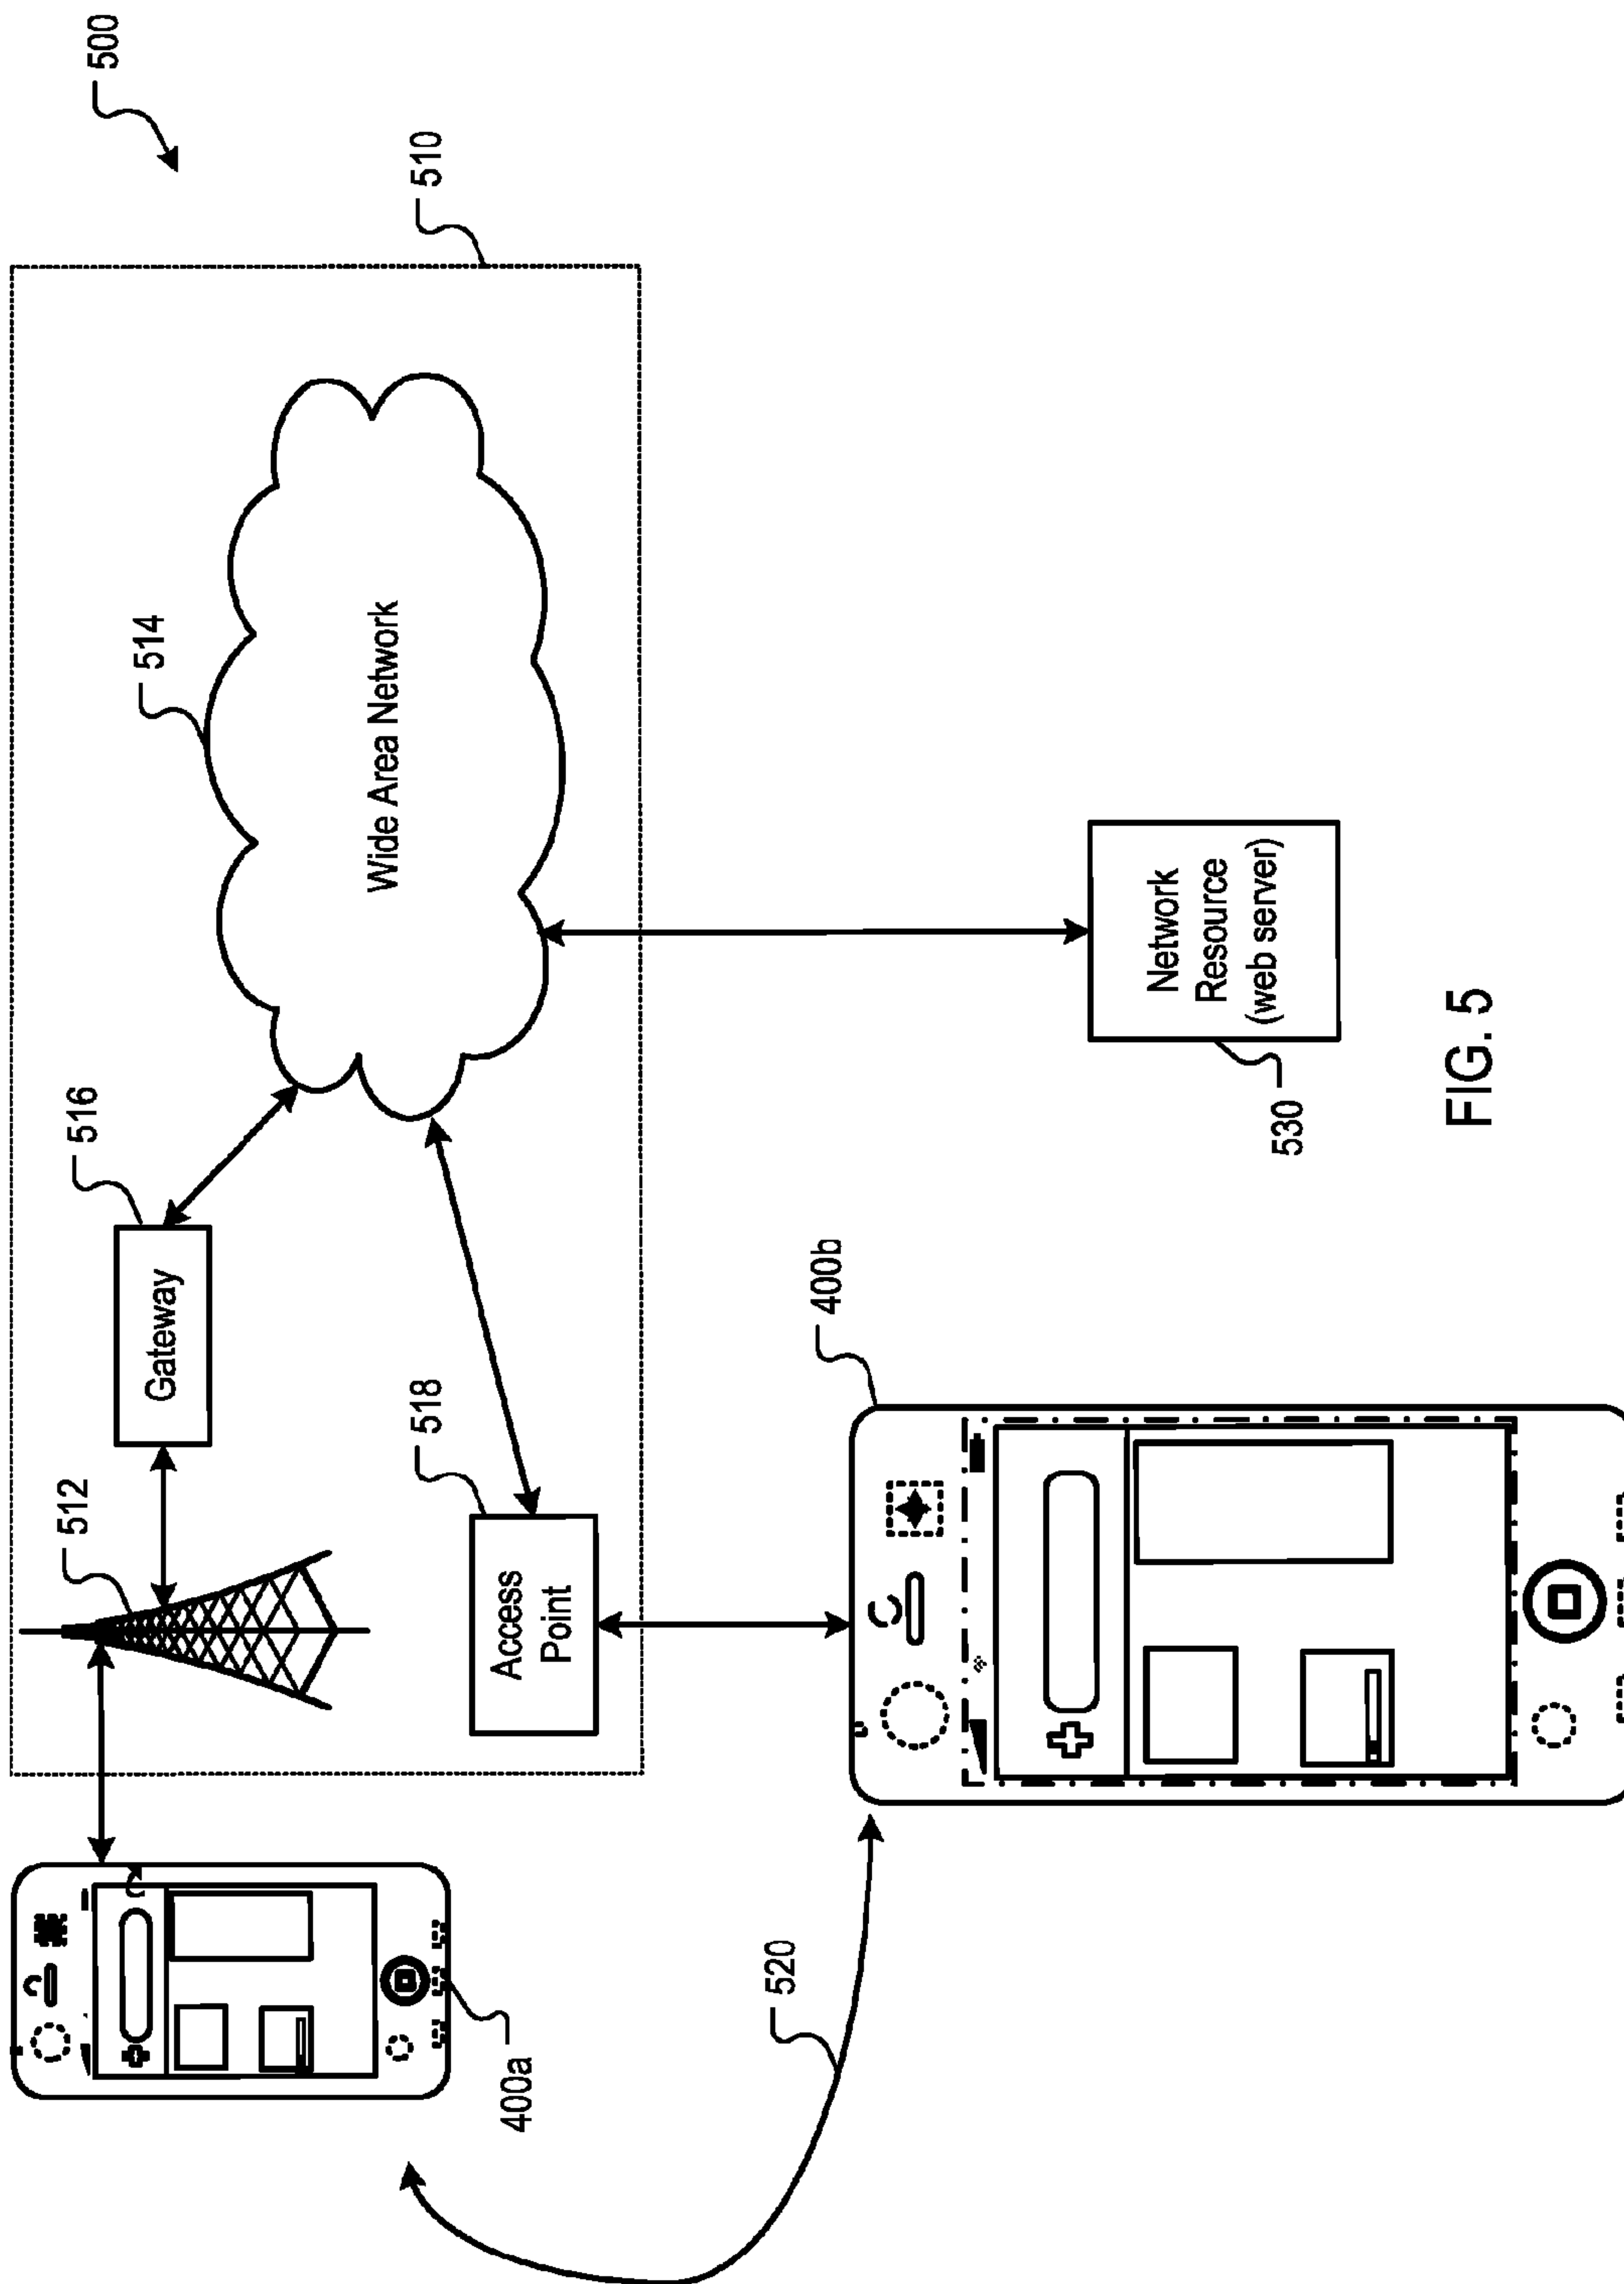 500
510
512
516
Gateway
514
Wide Area Network
518
Access
Point
400a
520
400b
530
Network
Resource
(web server)
FIG. 5